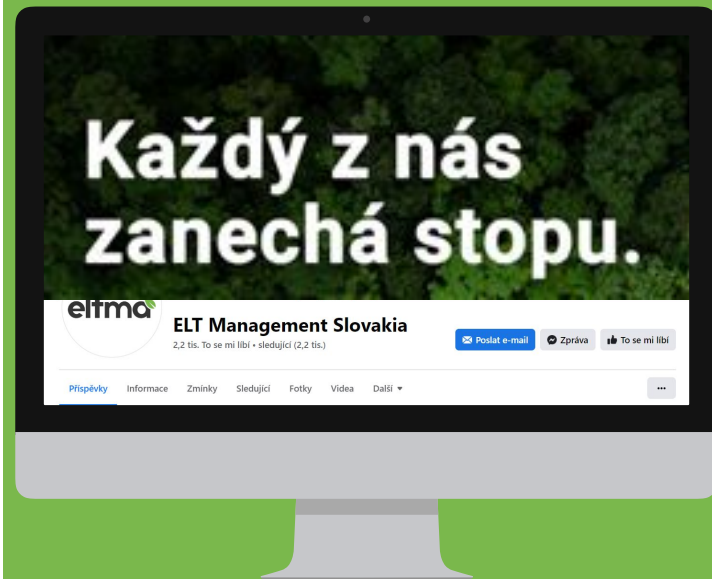 Každý z nás
zanechá stopu.
eltma
ELT Management Slovakia
2,2 tis. To se mi líbí • sledující (2,2 tis.)
Poslat e-mail
Zpráva
To se mi líbí
Příspěvky Informace Zmínky Sledující Fotky Videa Další